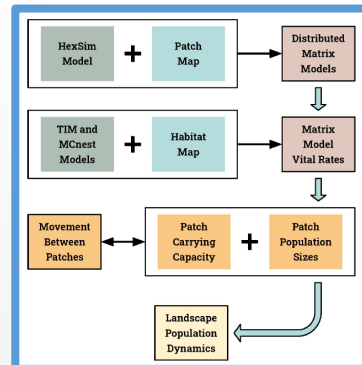 HexSim
Model
+
Patch
Map
Distributed
Matrix
Models
TIM and
MCnest
Models
+
Habitat
Map
Matrix
Model
Vital Rates
Movement
Between
Patches
Patch
Carrying
Capacity
+
Patch
Population
Sizes
Landscape
Population
Dynamics